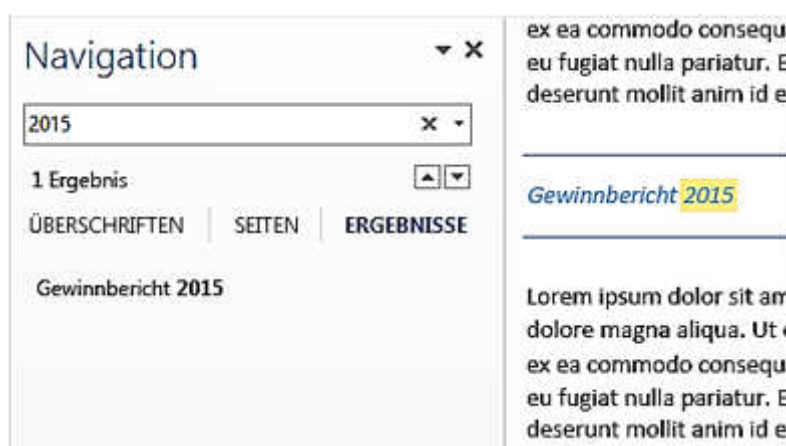 Navigation
2015
1 Ergebnis
ÜBERSCHRIFTEN SEITEN ERGEBNISSE
Gewinnbericht 2015
ex ea commodo consequ
eu fugiat nulla pariatur. E
deserunt mollit anim id e
Gewinnbericht 2015
Lorem ipsum dolor sit am
dolore magna aliqua. Ut
ex ea commodo consequ
eu fugiat nulla pariatur. E
deserunt mollit anim id e